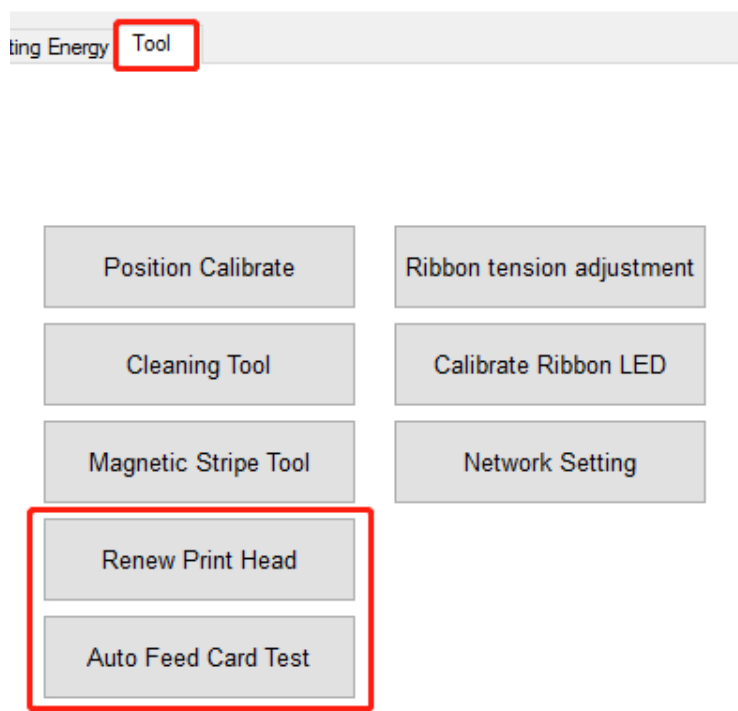 ting Energy Tool
Position Calibrate Ribbon tension adjustment
Cleaning Tool Calibrate Ribbon LED
Magnetic Stripe Tool Network Setting
Renew Print Head
Auto Feed Card Test